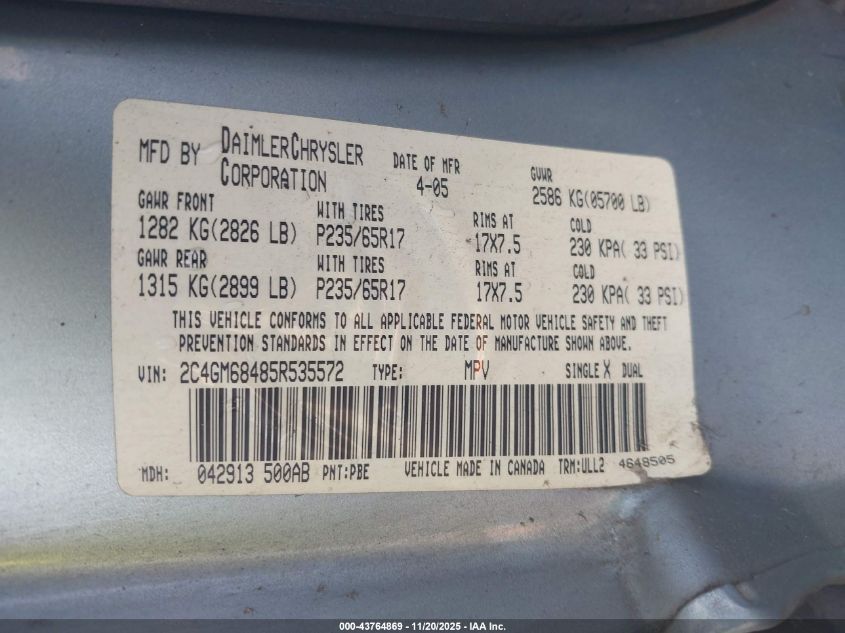 MFD BY DAIMLERCHRYSLER CORPORATION
DATE OF MFR 4-05
GVWR 2586 KG(05700 LB)
GAWR FRONT WITH TIRES RIMS AT COLD
1282 KG(2826 LB) P235/65R17 17X7.5 230 KPA( 33 PSI)
GAWR REAR WITH TIRES RIMS AT COLD
1315 KG(2899 LB) P235/65R17 17X7.5 230 KPA( 33 PSI)
THIS VEHICLE CONFORMS TO ALL APPLICABLE FEDERAL MOTOR VEHICLE SAFETY AND THEFT
PREVENTION STANDARDS IN EFFECT ON THE DATE OF MANUFACTURE SHOWN ABOVE.
VIN: 2C4GM68485R535572 TYPE: MPV SINGLE X DUAL
MDH: 042913 500AB PNT:PBE VEHICLE MADE IN CANADA TRM:ULL2 4648505
000-43764869 - 11/20/2025 - IAA Inc.